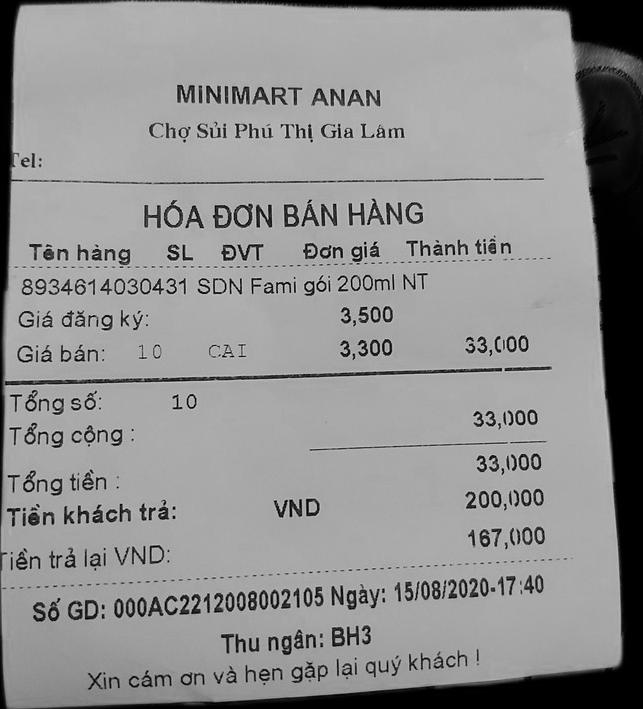 MINIMART ANAN
Chợ Sủi Phú Thị Gia Lâm
Tel:
HÓA ĐƠN BÁN HÀNG
Tên hàng SL ĐVT Đơn giá Thành tiền
8934614030431 SDN Fami gói 200ml NT
Giá đăng ký: 3,500
Giá bán: 10 CAI 3,300 33,000
Tổng số: 10
Tổng cộng : 33,000
Tổng tiền : 33,000
Tiền khách trả: VND 200,000
Tiền trả lại VND: 167,000
Số GD: 000AC2212008002105 Ngày: 15/08/2020-17:40
Thu ngân: BH3
Xin cám ơn và hẹn gặp lại quý khách !